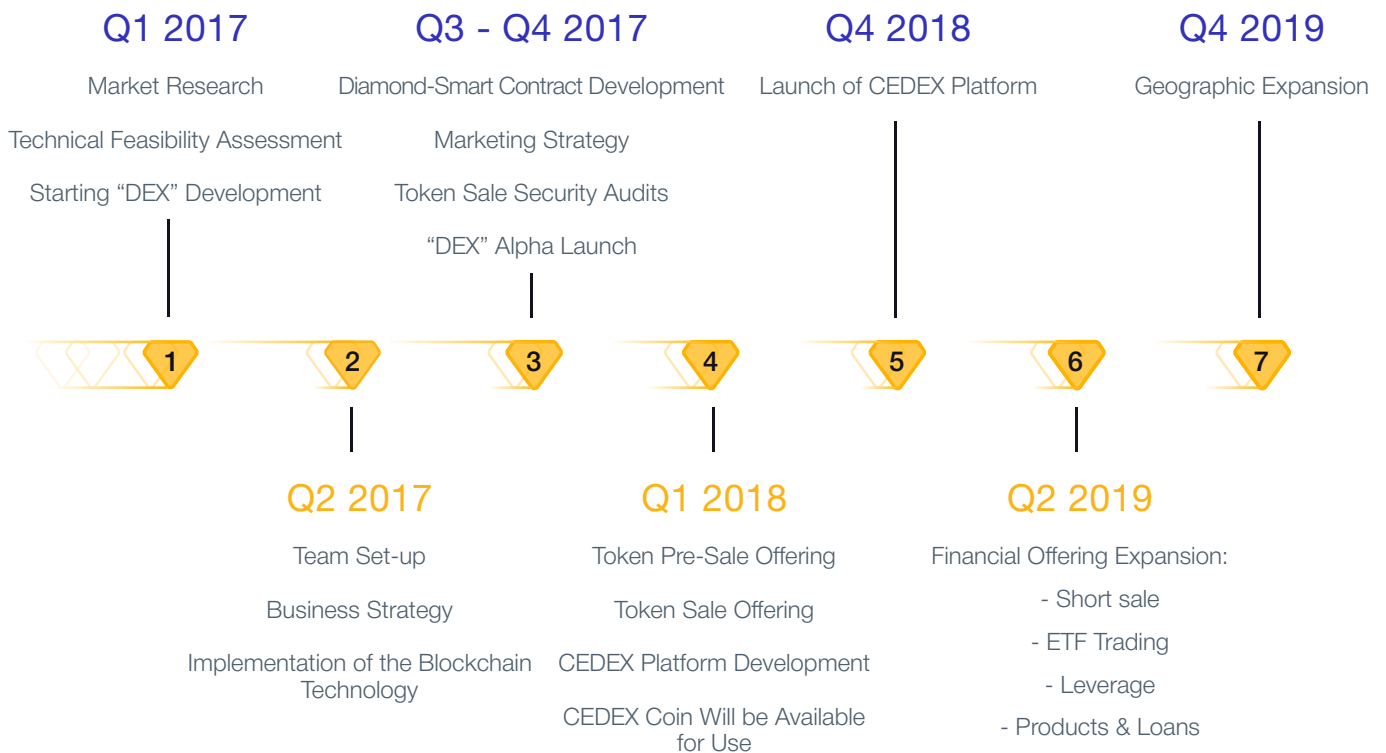 Q1 2017
Market Research
Technical Feasibility Assessment
Starting “DEX” Development
Q3 - Q4 2017
Diamond-Smart Contract Development
Marketing Strategy
Token Sale Security Audits
“DEX” Alpha Launch
Q4 2018
Launch of CEDEX Platform
Q4 2019
Geographic Expansion
1
2
3
4
5
6
7
Q2 2017
Team Set-up
Business Strategy
Implementation of the Blockchain
Technology
Q1 2018
Token Pre-Sale Offering
Token Sale Offering
CEDEX Platform Development
CEDEX Coin Will be Available
for Use
Q2 2019
Financial Offering Expansion:
- Short sale
- ETF Trading
- Leverage
- Products & Loans